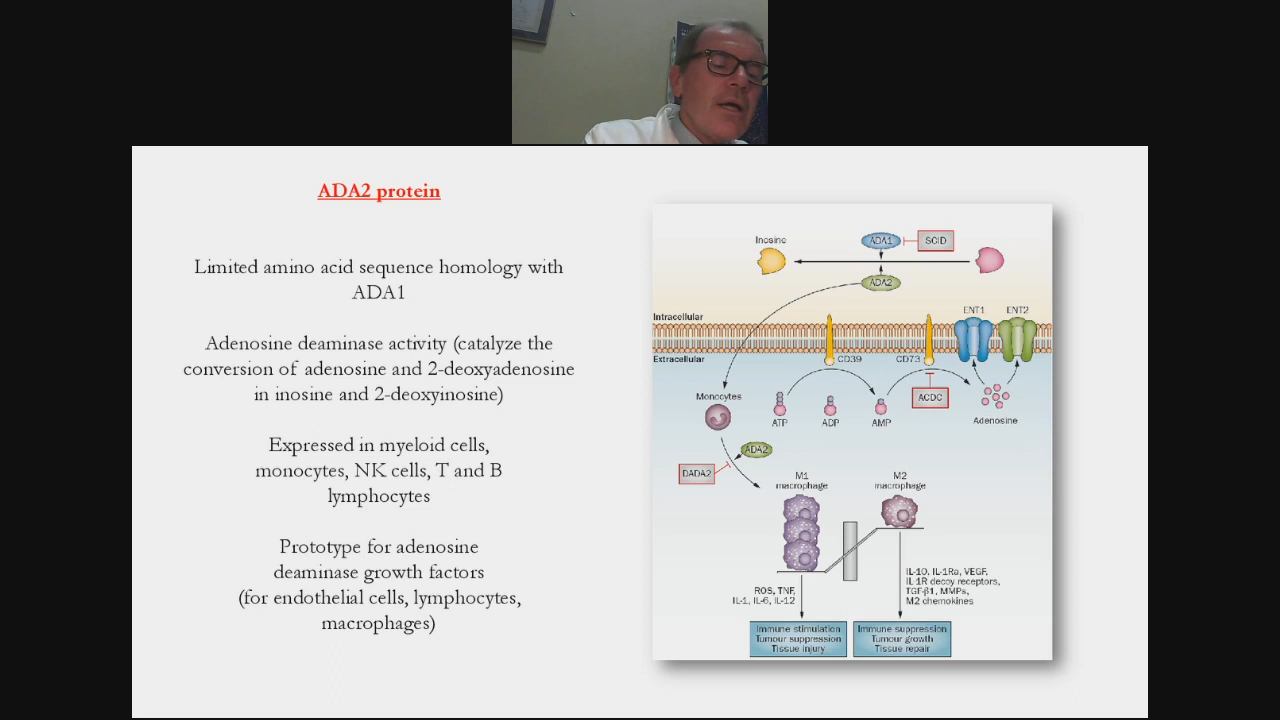 ADA2 protein
Limited amino acid sequence homology with
ADA1
Adenosine deaminase activity (catalyze the
conversion of adenosine and 2-deoxyadenosine
in inosine and 2-deoxyinosine)
Expressed in myeloid cells,
monocytes, NK cells, T and B
lymphocytes
Prototype for adenosine
deaminase growth factors
(for endothelial cells, lymphocytes,
macrophages)
Inosine
ADA1
SCID
ADA2
ENT1
ENT2
Intracellular
Extracellular
CD39
CD73
Monocytes
ATP
ADP
AMP
ACDC
Adenosine
ADA2
DADA2
M1
macrophage
M2
macrophage
ROS, TNF,
IL-1, IL-6, IL-12
IL-10, IL-1Ra, VEGF,
IL-1R decoy receptors,
TGF-β1, MMPs,
M2 chemokines
Immune stimulation
Tumour suppression
Tissue injury
Immune suppression
Tumour growth
Tissue repair